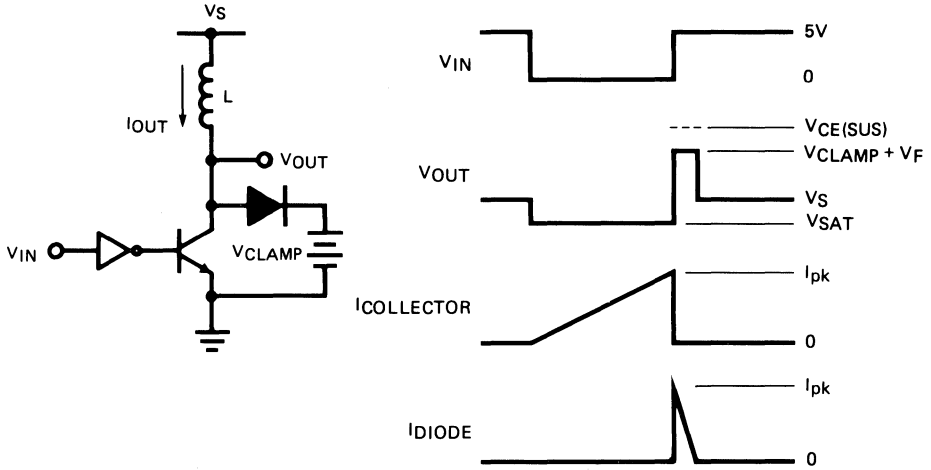 VS
L
IOUT
VOUT
VIN
VCLAMP
VIN
5V
0
VOUT
VCE(SUS)
VCLAMP + VF
VS
VSAT
ICOLLECTOR
Ipk
0
IDIODE
Ipk
0